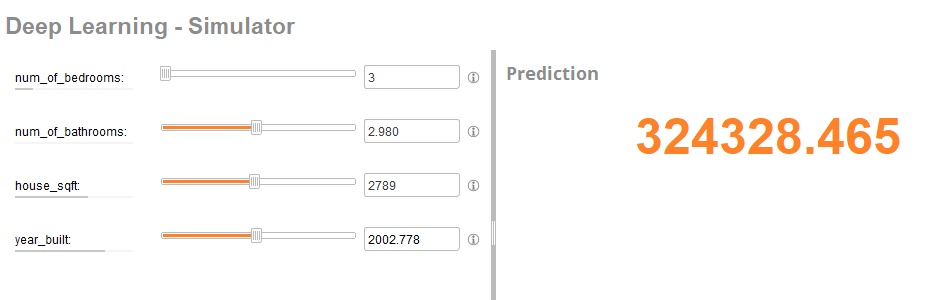 Deep Learning - Simulator
num_of_bedrooms:
3
num_of_bathrooms:
2.980
house_sqft:
2789
year_built:
2002.778
Prediction
324328.465